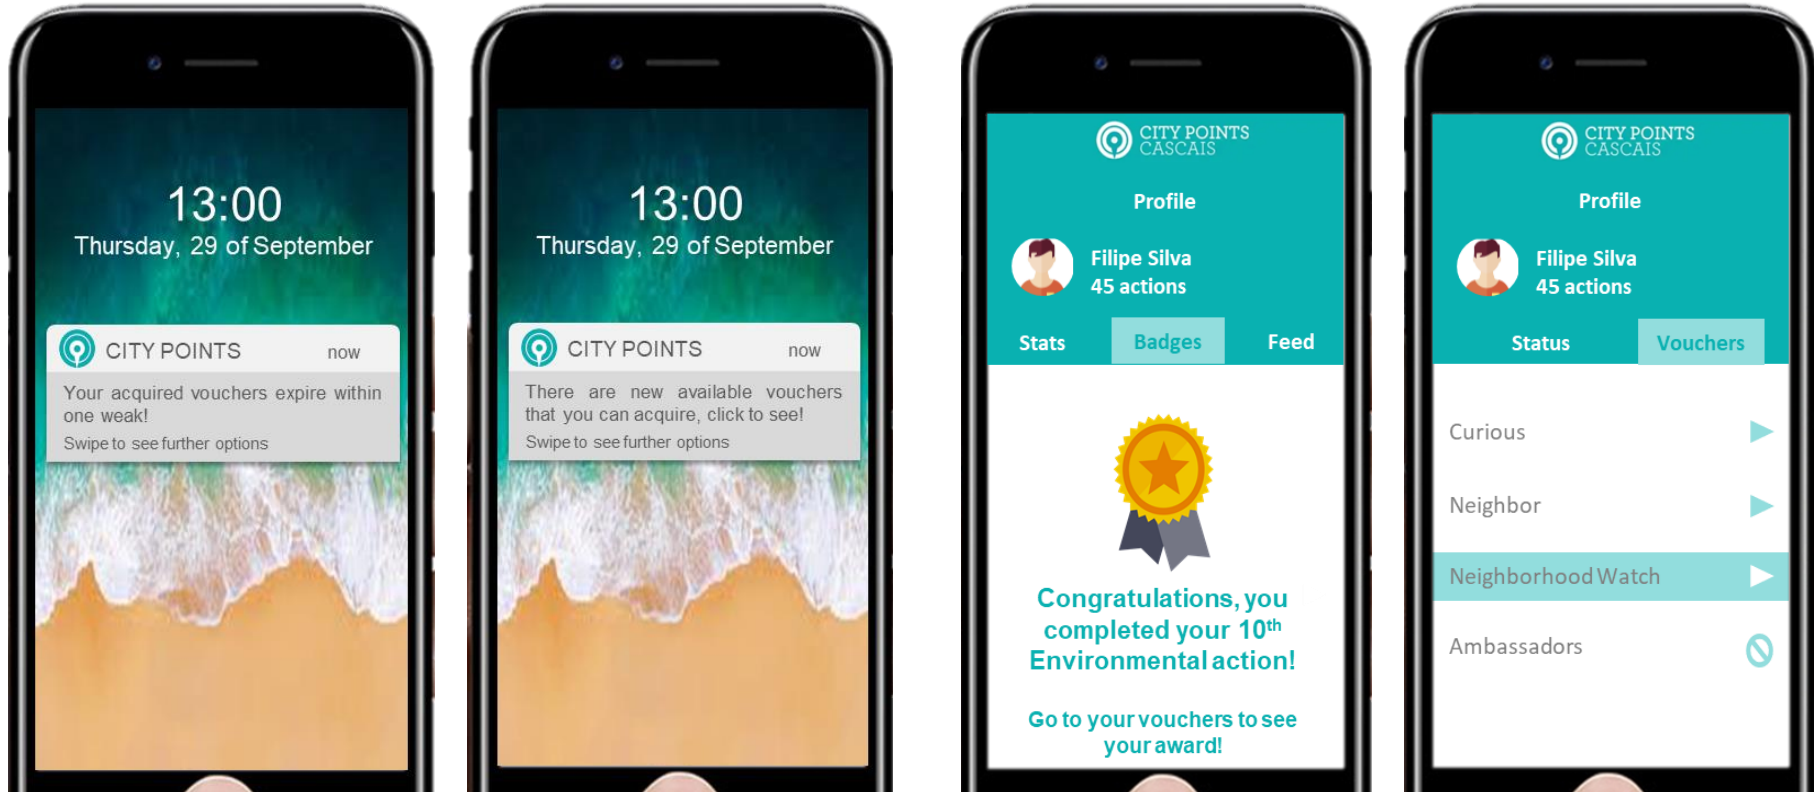 13:00
Thursday, 29 of September
CITY POINTS now
Your acquired vouchers expire within
one weak!
Swipe to see further options
13:00
Thursday, 29 of September
CITY POINTS now
There are new available vouchers
that you can acquire, click to see!
Swipe to see further options
CITY POINTS
CASCAIS
Profile
Filipe Silva
45 actions
Stats Badges Feed
Congratulations, you
completed your 10th
Environmental action!
Go to your vouchers to see
your award!
CITY POINTS
CASCAIS
Profile
Filipe Silva
45 actions
Status Vouchers
Curious
Neighbor
Neighborhood Watch
Ambassadors